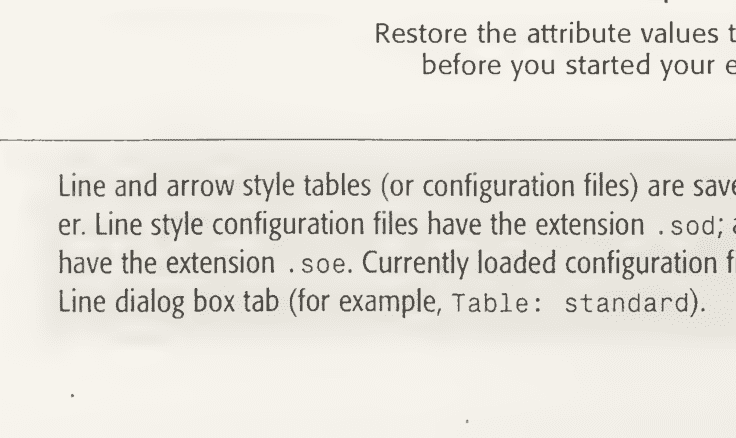 Restore the attribute values
before you started your
Line and arrow style tables (or configuration files) are
er. Line style configuration files have the extension .sod;
have the extension .soe. Currently loaded configuration
Line dialog box tab (for example, Table: standard).